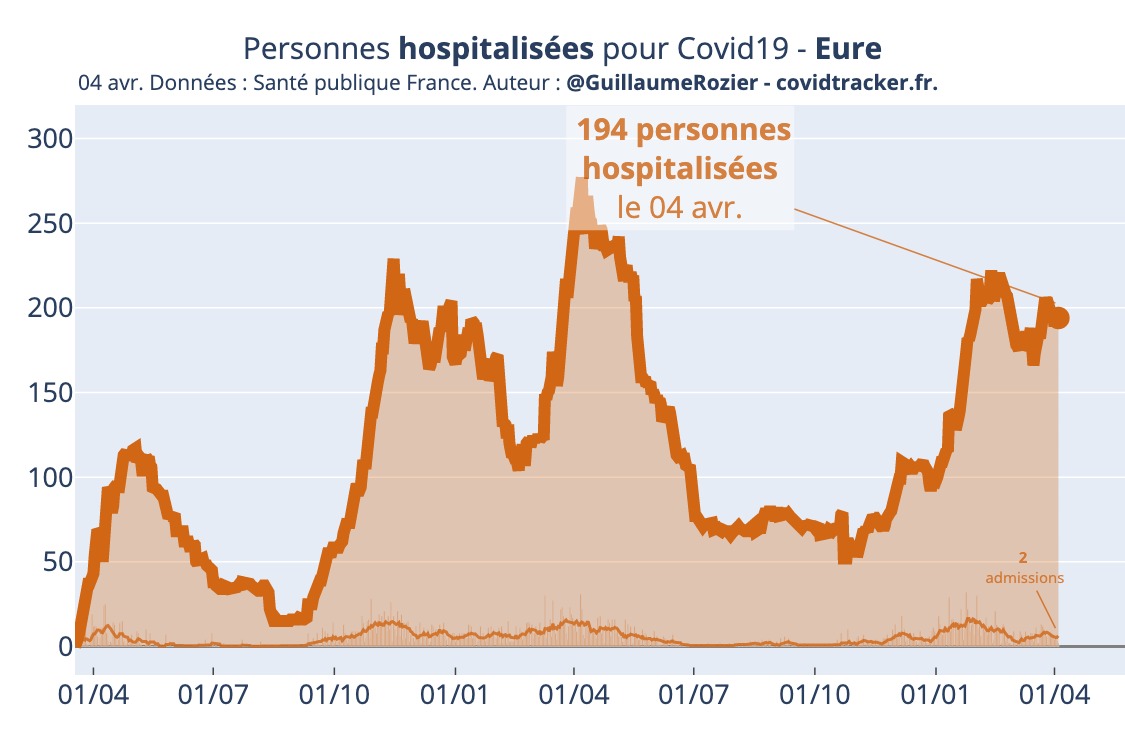 Personnes hospitalisées pour Covid19 - Eure
04 avr. Données : Santé publique France. Auteur : @GuillaumeRozier - covidtracker.fr.
194 personnes
hospitalisées
le 04 avr.
300
250
200
150
100
50
0
2
admissions
01/04 01/07 01/10 01/01 01/04 01/07 01/10 01/01 01/04